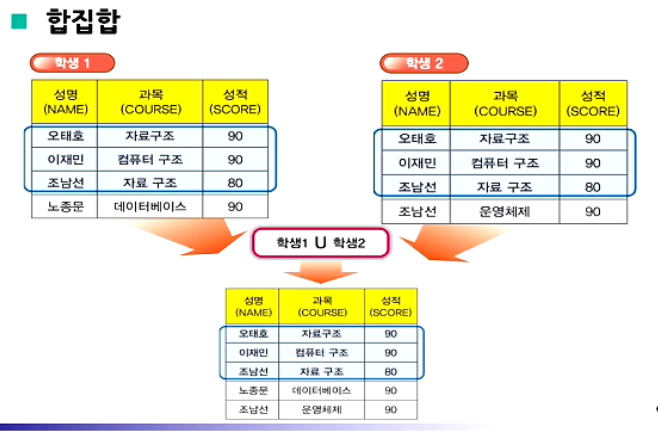 합집합
학생 1
성명 과목 성적
(NAME) (COURSE) (SCORE)
오태호 자료구조 90
이재민 컴퓨터 구조 90
조남선 자료 구조 80
노종문 데이터베이스 90
학생 2
성명 과목 성적
(NAME) (COURSE) (SCORE)
오태호 자료구조 90
이재민 컴퓨터 구조 90
조남선 자료 구조 80
조남선 운영체제 90
학생1 U 학생2
성명 과목 성적
(NAME) (COURSE) (SCORE)
오태호 자료구조 90
이재민 컴퓨터 구조 90
조남선 자료 구조 80
노종문 데이터베이스 90
조남선 운영체제 90